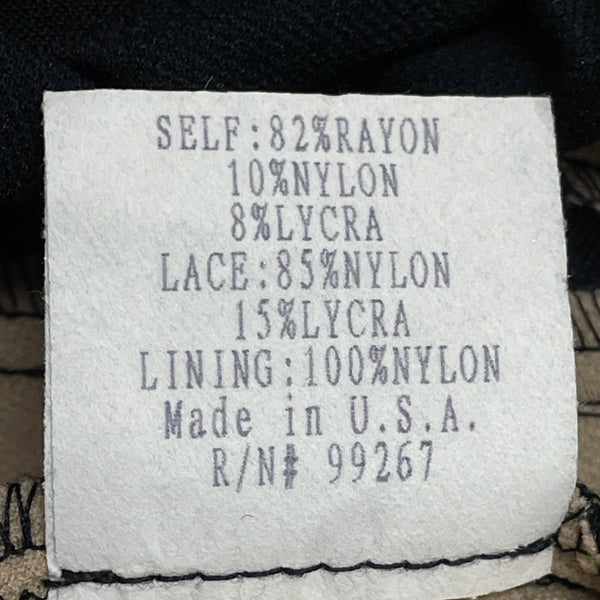 SELF:82%RAYON
10%NYLON
8%LYCRA
LACE:85%NYLON
15%LYCRA
LINING:100%NYLON
Made in U.S.A.
R/N# 99267